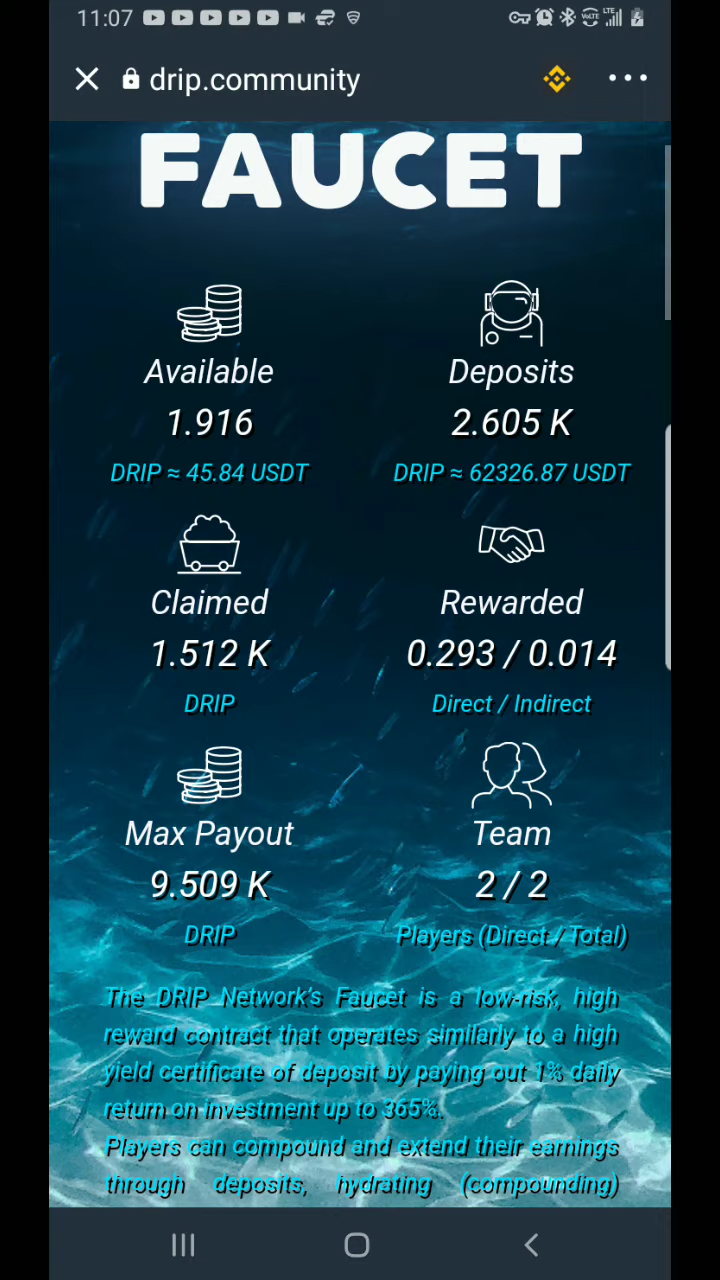 11:07
drip.community
FAUCET
Available
Deposits
1.916
2.605 K
DRIP ≈ 45.84 USDT
DRIP ≈ 62326.87 USDT
Claimed
Rewarded
1.512 K
0.293 / 0.014
DRIP
Direct / Indirect
Max Payout
Team
9.509 K
2 / 2
DRIP
Players (Direct / Total)
The DRIP Network's Faucet is a low-risk, high
reward contract that operates similarly to a high
yield certificate of deposit by paying out 1% daily
return on investment up to 365%.
Players can compound and extend their earnings
through deposits, hydrating (compounding)